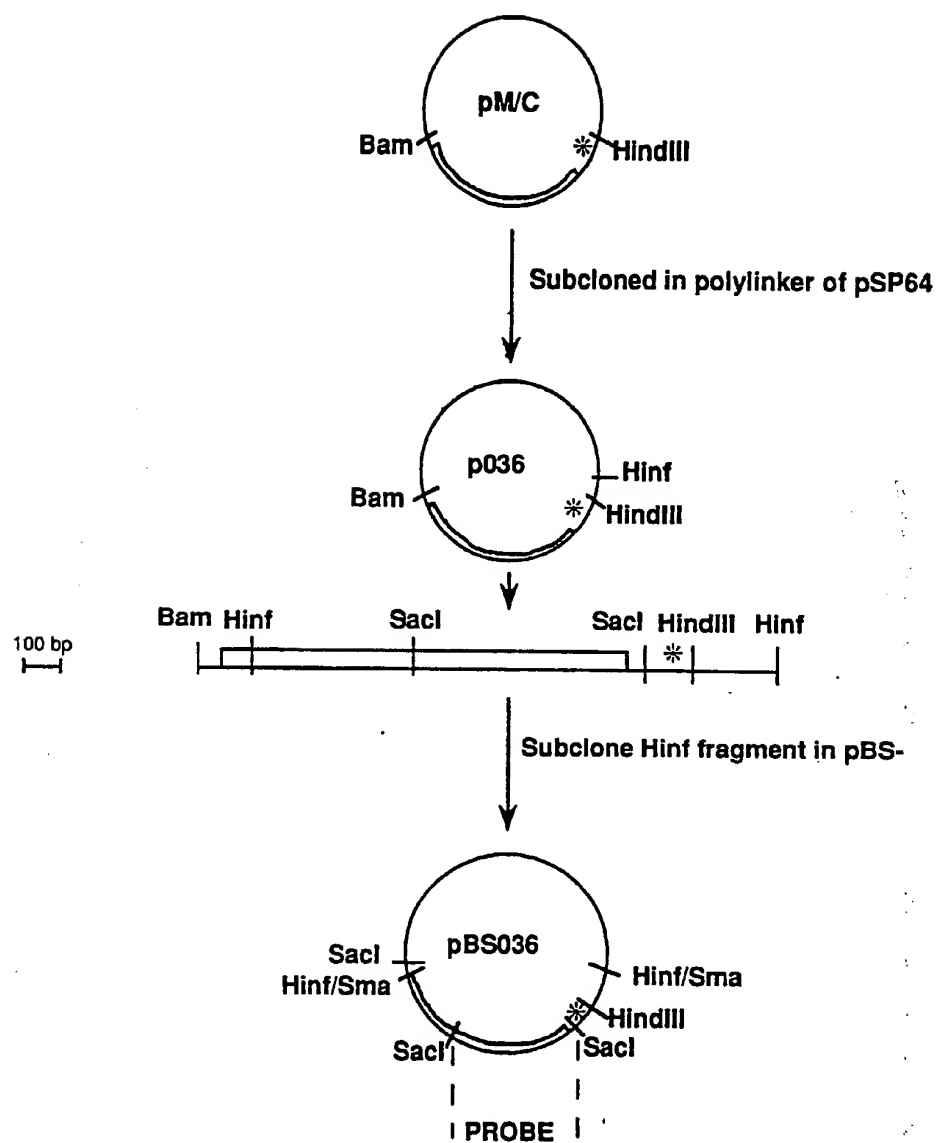 pM/C
Bam
HindIII
Subcloned in polylinker of pSP64
p036
Hinf
Bam
HindIII
Bam Hinf SacI SacI HindIII Hinf
100 bp
Subclone Hinf fragment in pBS-
pBS036
SacI
Hinf/Sma
Hinf/Sma
HindIII
SacI
SacI
PROBE